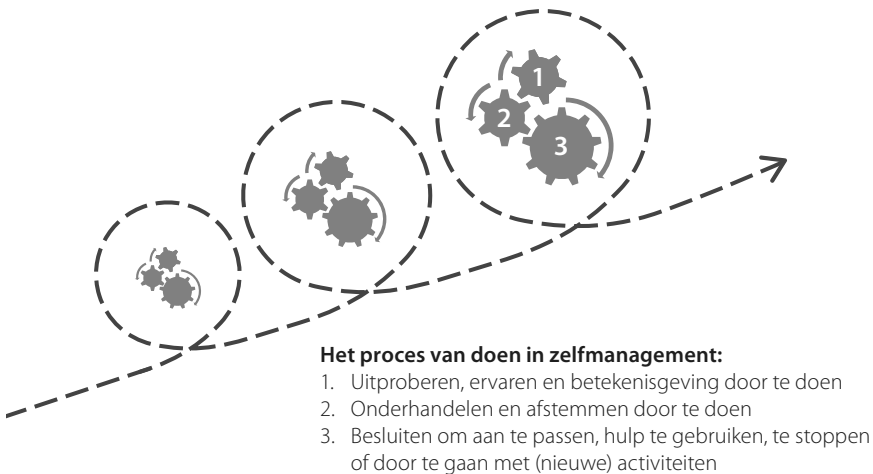 1
2
3
Het proces van doen in zelfmanagement:
1. Uitproberen, ervaren en betekenisgeving door te doen
2. Onderhandelen en afstemmen door te doen
3. Besluiten om aan te passen, hulp te gebruiken, te stoppen
of door te gaan met (nieuwe) activiteiten